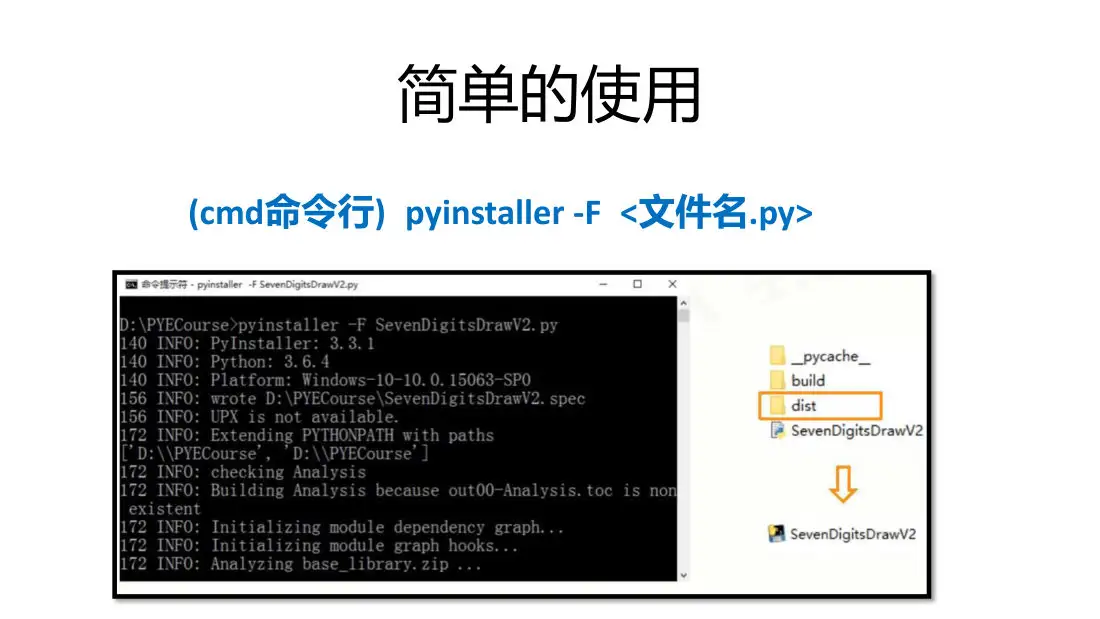 简单的使用
(cmd命令行) pyinstaller -F <文件名.py>
命令提示符 - pyinstaller -F SevenDigitsDrawV2.py
D:\PYECourse>pyinstaller -F SevenDigitsDrawV2.py
140 INFO: PyInstaller: 3.3.1
140 INFO: Python: 3.6.4
140 INFO: Platform: Windows-10-10.0.15063-SP0
156 INFO: wrote D:\PYECourse\SevenDigitsDrawV2.spec
156 INFO: UPX is not available.
172 INFO: Extending PYTHONPATH with paths
['D:\\PYECourse', 'D:\\PYECourse']
172 INFO: checking Analysis
172 INFO: Building Analysis because out00-Analysis.toc is non
existent
172 INFO: Initializing module dependency graph...
172 INFO: Initializing module graph hooks...
172 INFO: Analyzing base_library.zip ...
__pycache__
build
dist
SevenDigitsDrawV2
SevenDigitsDrawV2